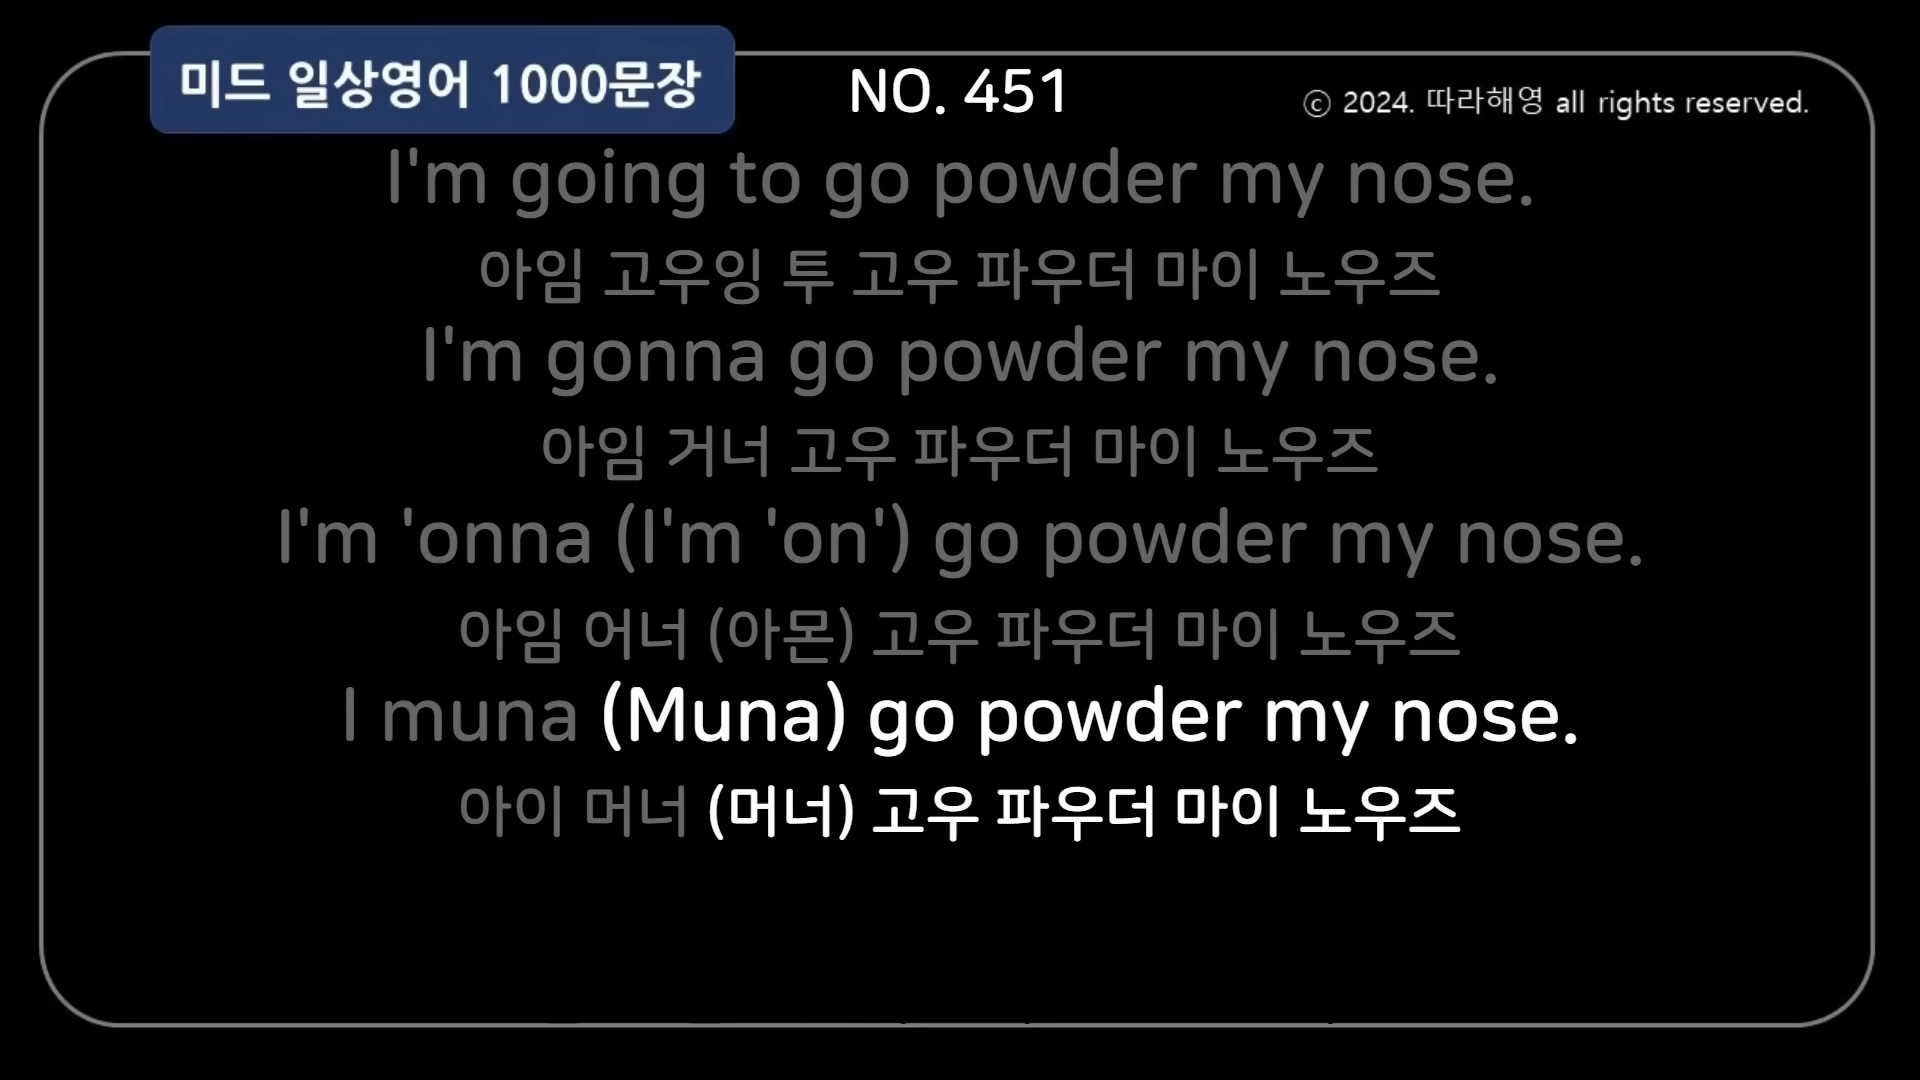 미드 일상영어 1000문장
NO. 451
ⓒ 2024. 따라해영 all rights reserved.
I'm going to go powder my nose.
아임 고우잉 투 고우 파우더 마이 노우즈
I'm gonna go powder my nose.
아임 거너 고우 파우더 마이 노우즈
I'm 'onna (I'm 'on') go powder my nose.
아임 어너 (아몬) 고우 파우더 마이 노우즈
I muna (Muna) go powder my nose.
아이 머너 (머너) 고우 파우더 마이 노우즈